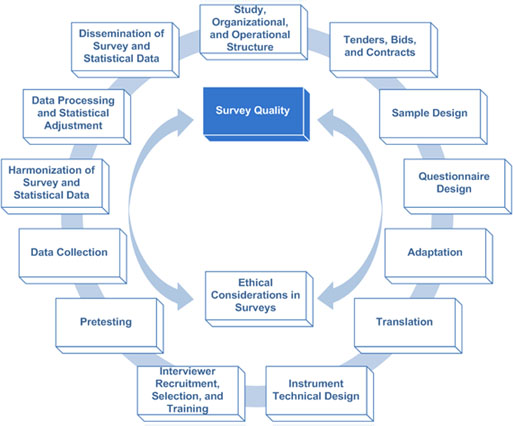 Study,
Organizational,
and Operational
Structure
Tenders, Bids,
and Contracts
Sample Design
Questionnaire
Design
Adaptation
Translation
Instrument
Technical Design
Interviewer
Recruitment,
Selection, and
Training
Pretesting
Data Collection
Harmonization of
Survey and
Statistical Data
Data Processing
and Statistical
Adjustment
Dissemination of
Survey and
Statistical Data
Survey Quality
Ethical
Considerations in
Surveys